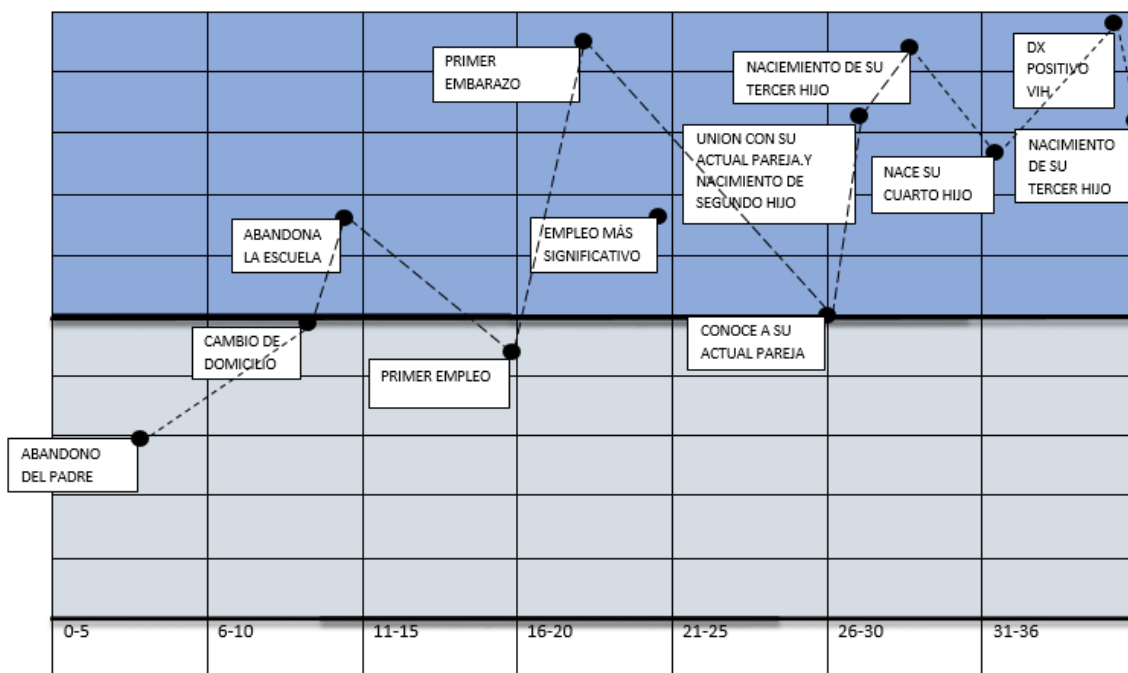 PRIMER
EMBARAZO
NACIEMIENTO DE SU
TERCER HIJO
DX
POSITIVO
VIH
UNION CON SU
ACTUAL PAREJA.Y
NACIMIENTO DE
SEGUNDO HIJO
NACE SU
CUARTO HIJO
NACIMIENTO
DE SU
TERCER HIJO
ABANDONA
LA ESCUELA
EMPLEO MÁS
SIGNIFICATIVO
CAMBIO DE
DOMICILIO
PRIMER EMPLEO
CONOCE A SU
ACTUAL PAREJA
ABANDONO
DEL PADRE
0-5
6-10
11-15
16-20
21-25
26-30
31-36